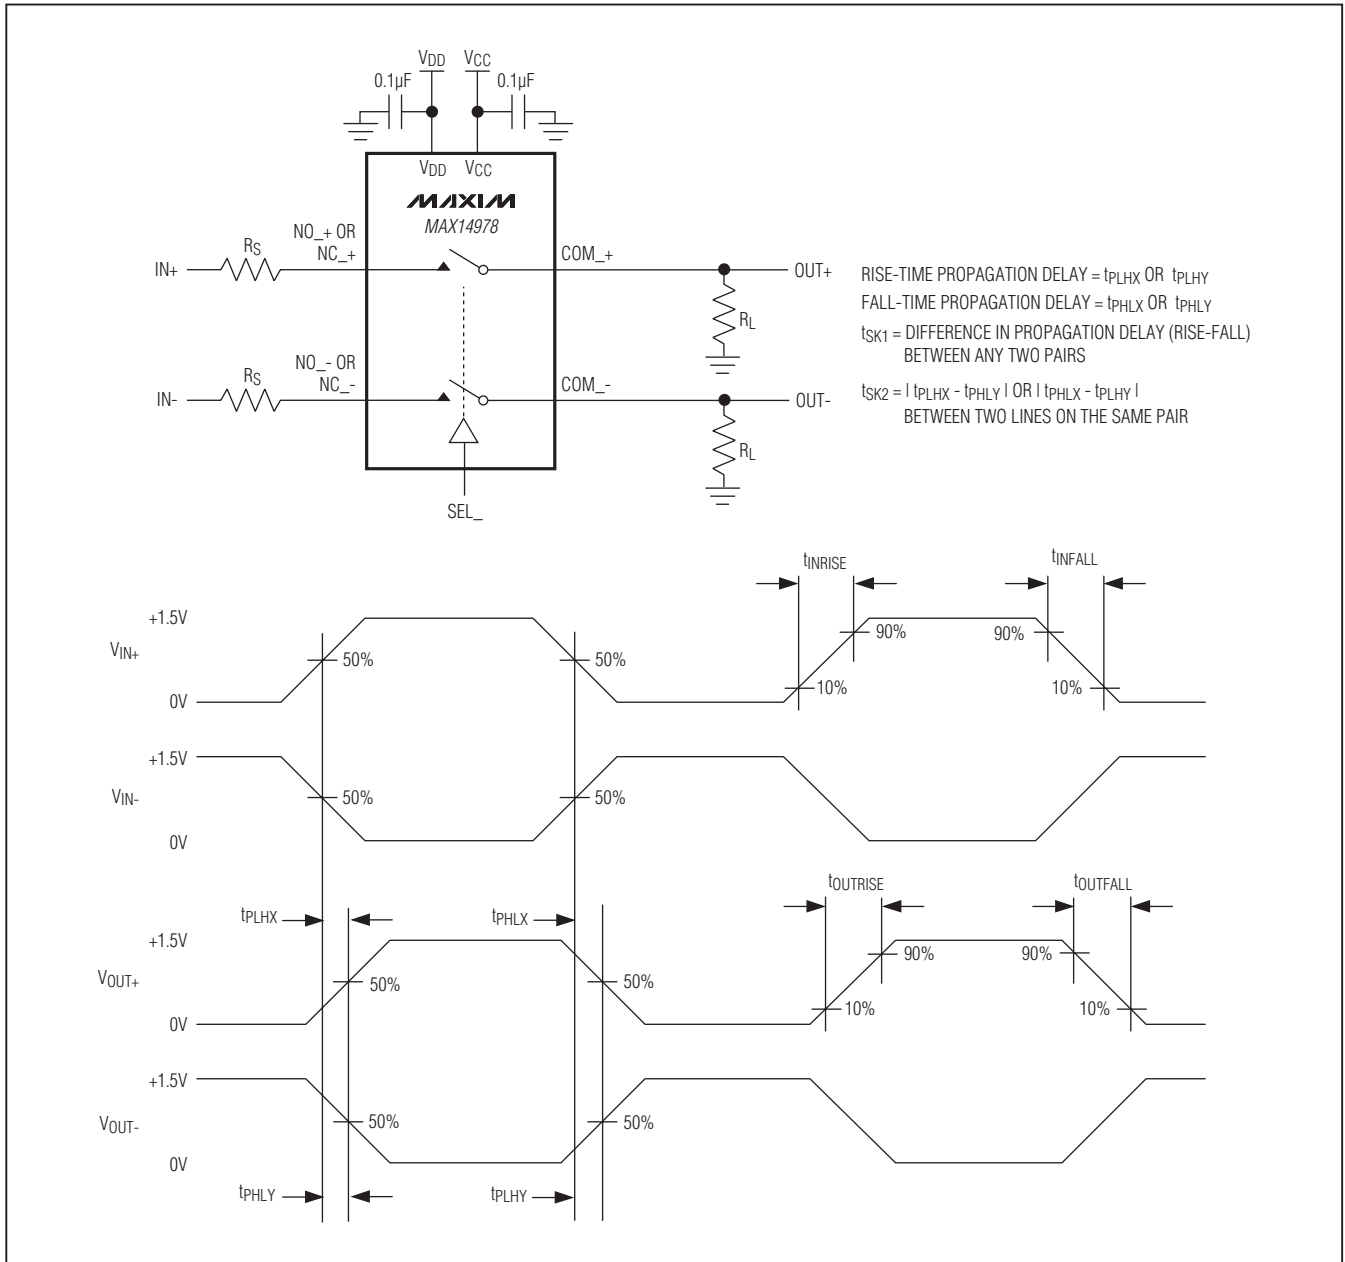 VDD VCC
0.1µF 0.1µF
VDD VCC
MAXIM
MAX14978
NO_+ OR
NC_+
RS
IN+
COM_+
OUT+
RL
NO_- OR
NC_-
RS
IN-
COM_-
OUT-
RL
SEL_
RISE-TIME PROPAGATION DELAY = tPLHX OR tPLHY
FALL-TIME PROPAGATION DELAY = tPHLX OR tPHLY
tSK1 = DIFFERENCE IN PROPAGATION DELAY (RISE-FALL)
BETWEEN ANY TWO PAIRS
tSK2 = | tPLHX - tPHLY | OR | tPHLX - tPLHY |
BETWEEN TWO LINES ON THE SAME PAIR
tINRISE tINFALL
+1.5V
VIN+
0V
50% 50% 90% 90%
10% 10%
+1.5V
VIN-
0V
50% 50%
tOUTRISE tOUTFALL
tPLHX tPHLX
+1.5V
VOUT+
0V
50% 50% 90% 90%
10% 10%
+1.5V
VOUT-
0V
50% 50%
tPHLY tPLHY